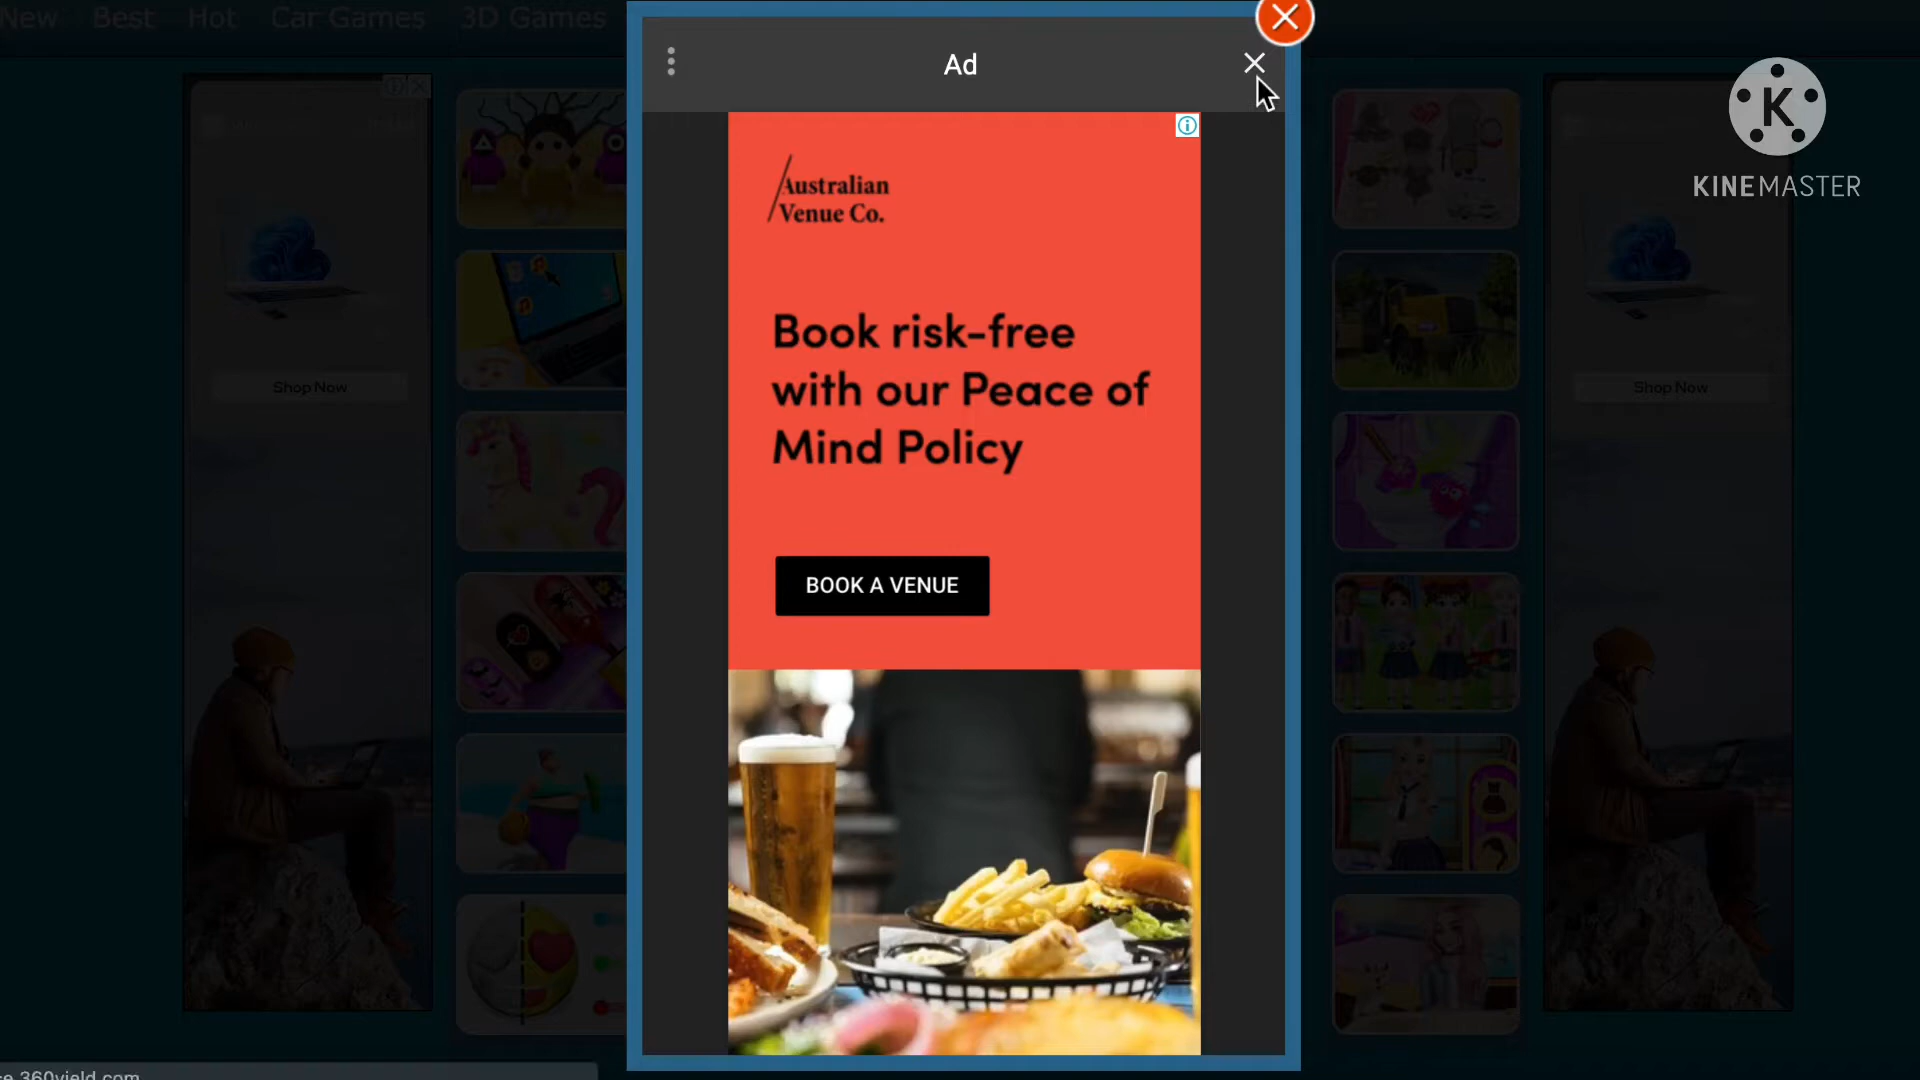 New Best Hot Car Games 3D Games
Ad
Australian
Venue Co.
Book risk-free
with our Peace of
Mind Policy
BOOK A VENUE
K
KINEMASTER
Shop Now
Shop Now
360yield.com